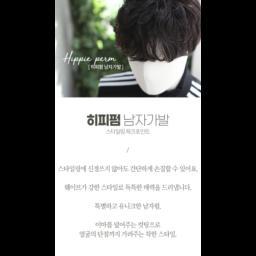 Hippie perm
[ 히피펌 남자가발 ]
히피펌 남자가발
스타일링 체크포인트
/
스타일링에 신경쓰지 않아도 간단하게 손질할 수 있어요.
웨이브가 강한 스타일로 독특한 매력을 드리냅니다.
특별하고 유니크한 남자컬.
이마를 덮어주는 컷팅으로
얼굴의 단점까지 가려주는 착한 스타일.